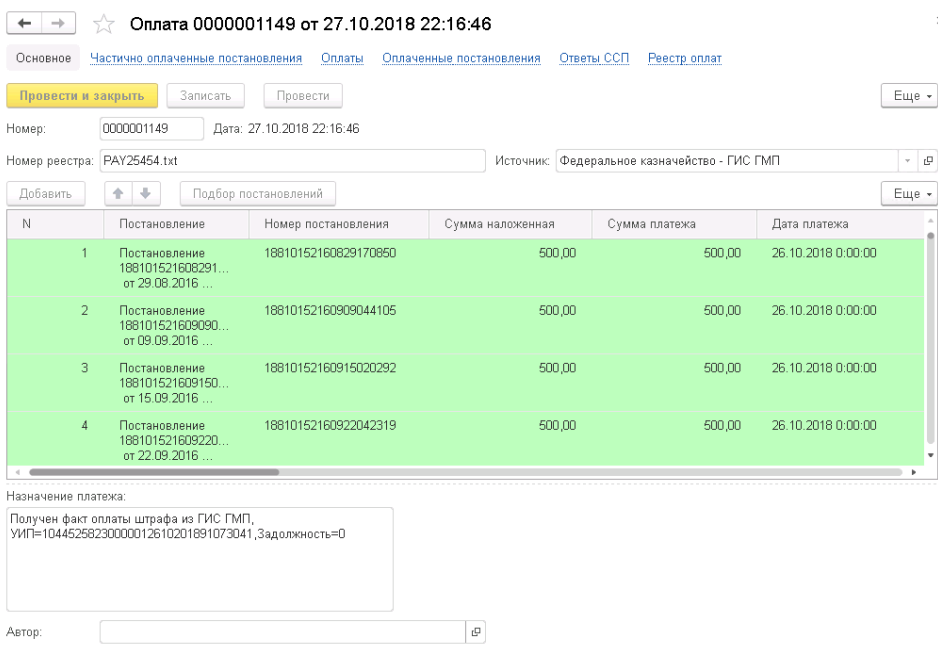 Оплата 0000001149 от 27.10.2018 22:16:46
Основное Частично оплаченные постановления Оплаты Оплаченные постановления Ответы ССП Реестр оплат
Провести и закрыть Записать Провести Еще
Номер: 0000001149 Дата: 27.10.2018 22:16:46
Номер реестра: PAY25454.txt Источник: Федеральное казначейство - ГИС ГМП
Добавить Подбор постановлений Еще
N Постановление Номер постановления Сумма наложенная Сумма платежа Дата платежа
1 Постановление 18810152160829170850 500,00 500,00 26.10.2018 0:00:00
188101521608291...
от 29.08.2016 ...
2 Постановление 18810152160909044105 500,00 500,00 26.10.2018 0:00:00
188101521609090...
от 09.09.2016 ...
3 Постановление 18810152160915020292 500,00 500,00 26.10.2018 0:00:00
188101521609150...
от 15.09.2016 ...
4 Постановление 18810152160922042319 500,00 500,00 26.10.2018 0:00:00
188101521609220...
от 22.09.2016 ...
Назначение платежа:
Получен факт оплаты штрафа из ГИС ГМП,
УИП=10445258230000012610201891073041,Задолжность=0
Автор: